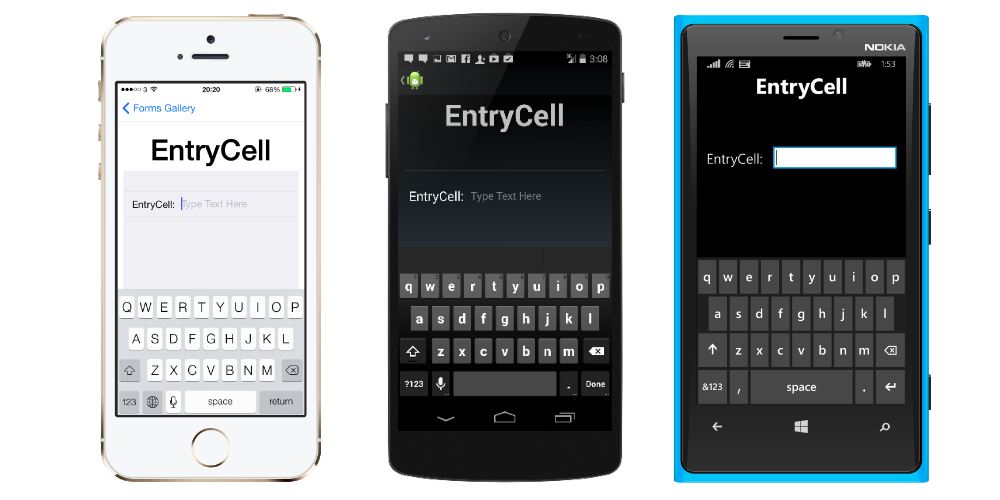 ●●●○○ 3 20:20 68%
Forms Gallery
EntryCell
EntryCell: Type Text Here
Q W E R T Y U I O P
A S D F G H J K L
Z X C V B N M
123 space return
3:08
EntryCell
EntryCell: Type Text Here
q w e r t y u i o p
a s d f g h j k l
z x c v b n m
?123 . Done
NOKIA
1:53
EntryCell
EntryCell:
q w e r t y u i o p
a s d f g h j k l
z x c v b n m
&123 , space .